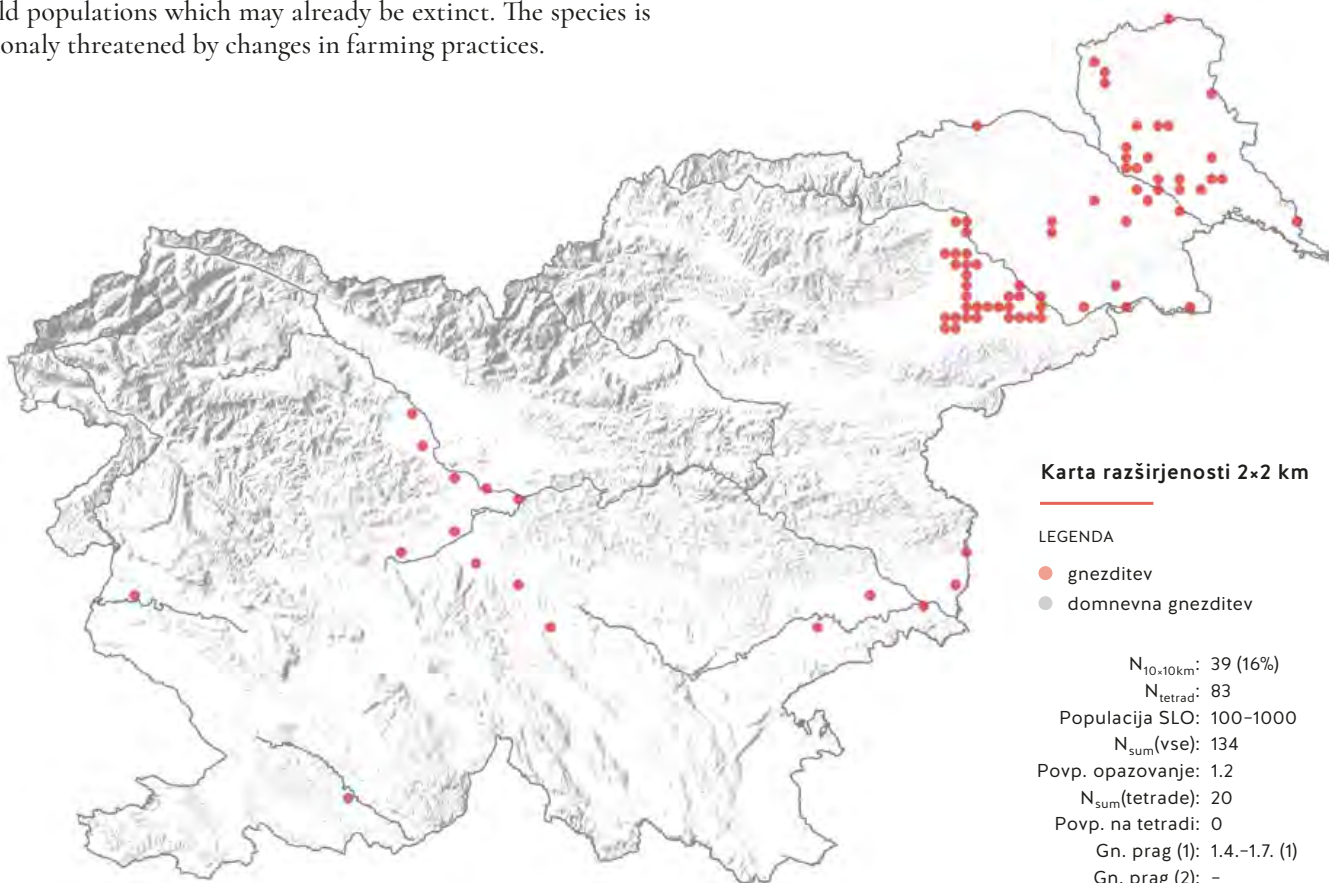 ld populations which may already be extinct. The species is
onaly threatened by changes in farming practices.
Karta razširjenosti 2×2 km
LEGENDA
gnezditev
domnevna gnezditev
N10×10km: 39 (16%)
Ntetrad: 83
Populacija SLO: 100–1000
Nsum(vse): 134
Povp. opazovanje: 1.2
Nsum(tetrade): 20
Povp. na tetradi: 0
Gn. prag (1): 1.4.–1.7. (1)
Gn. prag (2): –